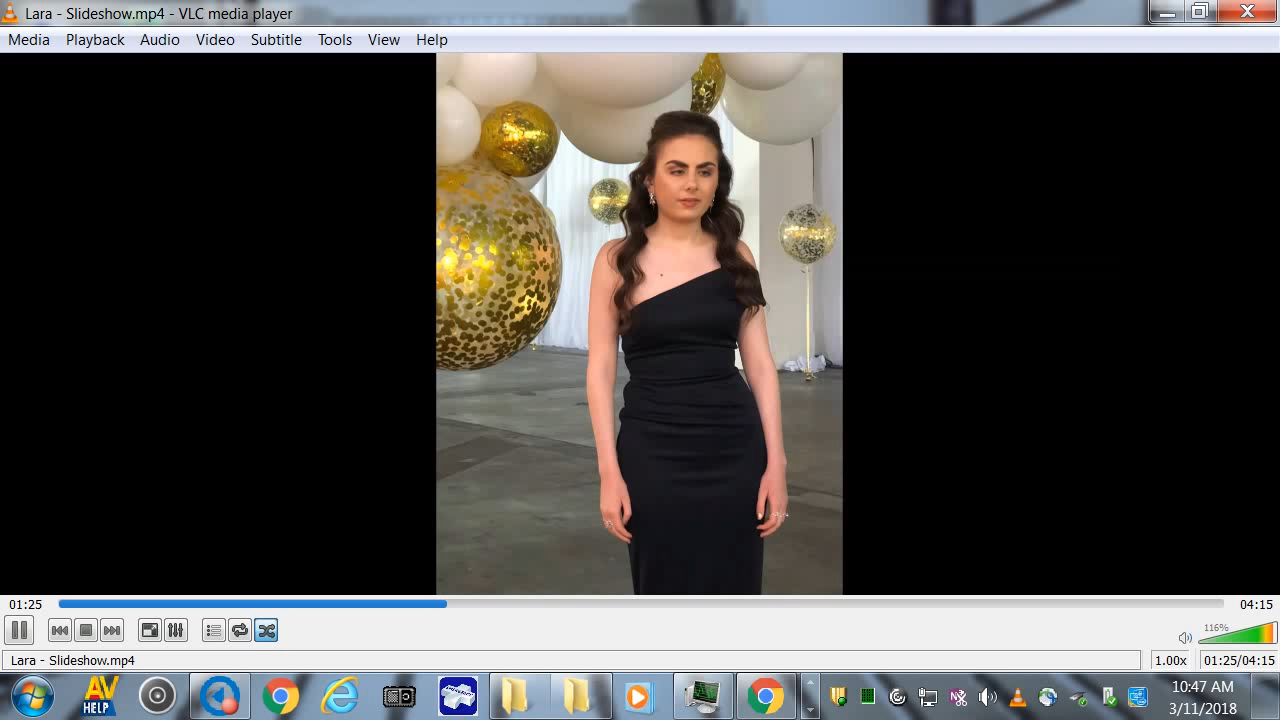 Lara - Slideshow.mp4 - VLC media player
Media Playback Audio Video Subtitle Tools View Help
01:25 04:15
116%
Lara - Slideshow.mp4 1.00x 01:25/04:15
AV
HELP
10:47 AM
3/11/2018